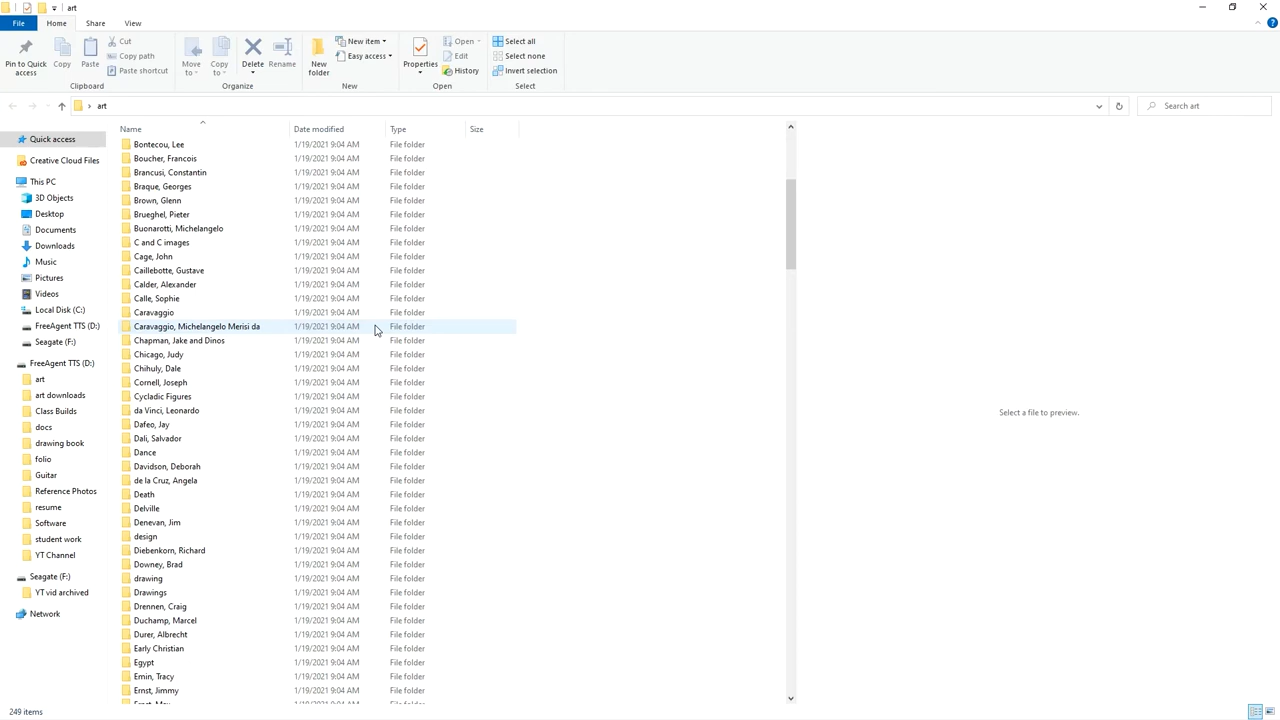 art
File Home Share View
Pin to Quick access
Copy
Paste
Cut
Copy path
Paste shortcut
Clipboard
Move to
Copy to
Delete
Rename
Organize
New folder
New item
Easy access
New
Properties
Open
Edit
History
Open
Select all
Select none
Invert selection
Select
art
Search art
Quick access
Creative Cloud Files
This PC
3D Objects
Desktop
Documents
Downloads
Music
Pictures
Videos
Local Disk (C:)
FreeAgent TTS (D:)
Seagate (F:)
FreeAgent TTS (D:)
art
art downloads
Class Builds
docs
drawing book
folio
Guitar
Reference Photos
resume
Software
student work
YT Channel
Seagate (F:)
YT vid archived
Network
Name Date modified Type Size
Bontecou, Lee 1/19/2021 9:04 AM File folder
Boucher, Francois 1/19/2021 9:04 AM File folder
Brancusi, Constantin 1/19/2021 9:04 AM File folder
Braque, Georges 1/19/2021 9:04 AM File folder
Brown, Glenn 1/19/2021 9:04 AM File folder
Brueghel, Pieter 1/19/2021 9:04 AM File folder
Buonarotti, Michelangelo 1/19/2021 9:04 AM File folder
C and C images 1/19/2021 9:04 AM File folder
Cage, John 1/19/2021 9:04 AM File folder
Caillebotte, Gustave 1/19/2021 9:04 AM File folder
Calder, Alexander 1/19/2021 9:04 AM File folder
Calle, Sophie 1/19/2021 9:04 AM File folder
Caravaggio 1/19/2021 9:04 AM File folder
Caravaggio, Michelangelo Merisi da 1/19/2021 9:04 AM File folder
Chapman, Jake and Dinos 1/19/2021 9:04 AM File folder
Chicago, Judy 1/19/2021 9:04 AM File folder
Chihuly, Dale 1/19/2021 9:04 AM File folder
Cornell, Joseph 1/19/2021 9:04 AM File folder
Cycladic Figures 1/19/2021 9:04 AM File folder
da Vinci, Leonardo 1/19/2021 9:04 AM File folder
Dafeo, Jay 1/19/2021 9:04 AM File folder
Dali, Salvador 1/19/2021 9:04 AM File folder
Dance 1/19/2021 9:04 AM File folder
Davidson, Deborah 1/19/2021 9:04 AM File folder
de la Cruz, Angela 1/19/2021 9:04 AM File folder
Death 1/19/2021 9:04 AM File folder
Delville 1/19/2021 9:04 AM File folder
Denevan, Jim 1/19/2021 9:04 AM File folder
design 1/19/2021 9:04 AM File folder
Diebenkorn, Richard 1/19/2021 9:04 AM File folder
Downey, Brad 1/19/2021 9:04 AM File folder
drawing 1/19/2021 9:04 AM File folder
Drawings 1/19/2021 9:04 AM File folder
Drennen, Craig 1/19/2021 9:04 AM File folder
Duchamp, Marcel 1/19/2021 9:04 AM File folder
Durer, Albrecht 1/19/2021 9:04 AM File folder
Early Christian 1/19/2021 9:04 AM File folder
Egypt 1/19/2021 9:04 AM File folder
Emin, Tracy 1/19/2021 9:04 AM File folder
Ernst, Jimmy 1/19/2021 9:04 AM File folder
Select a file to preview.
249 items